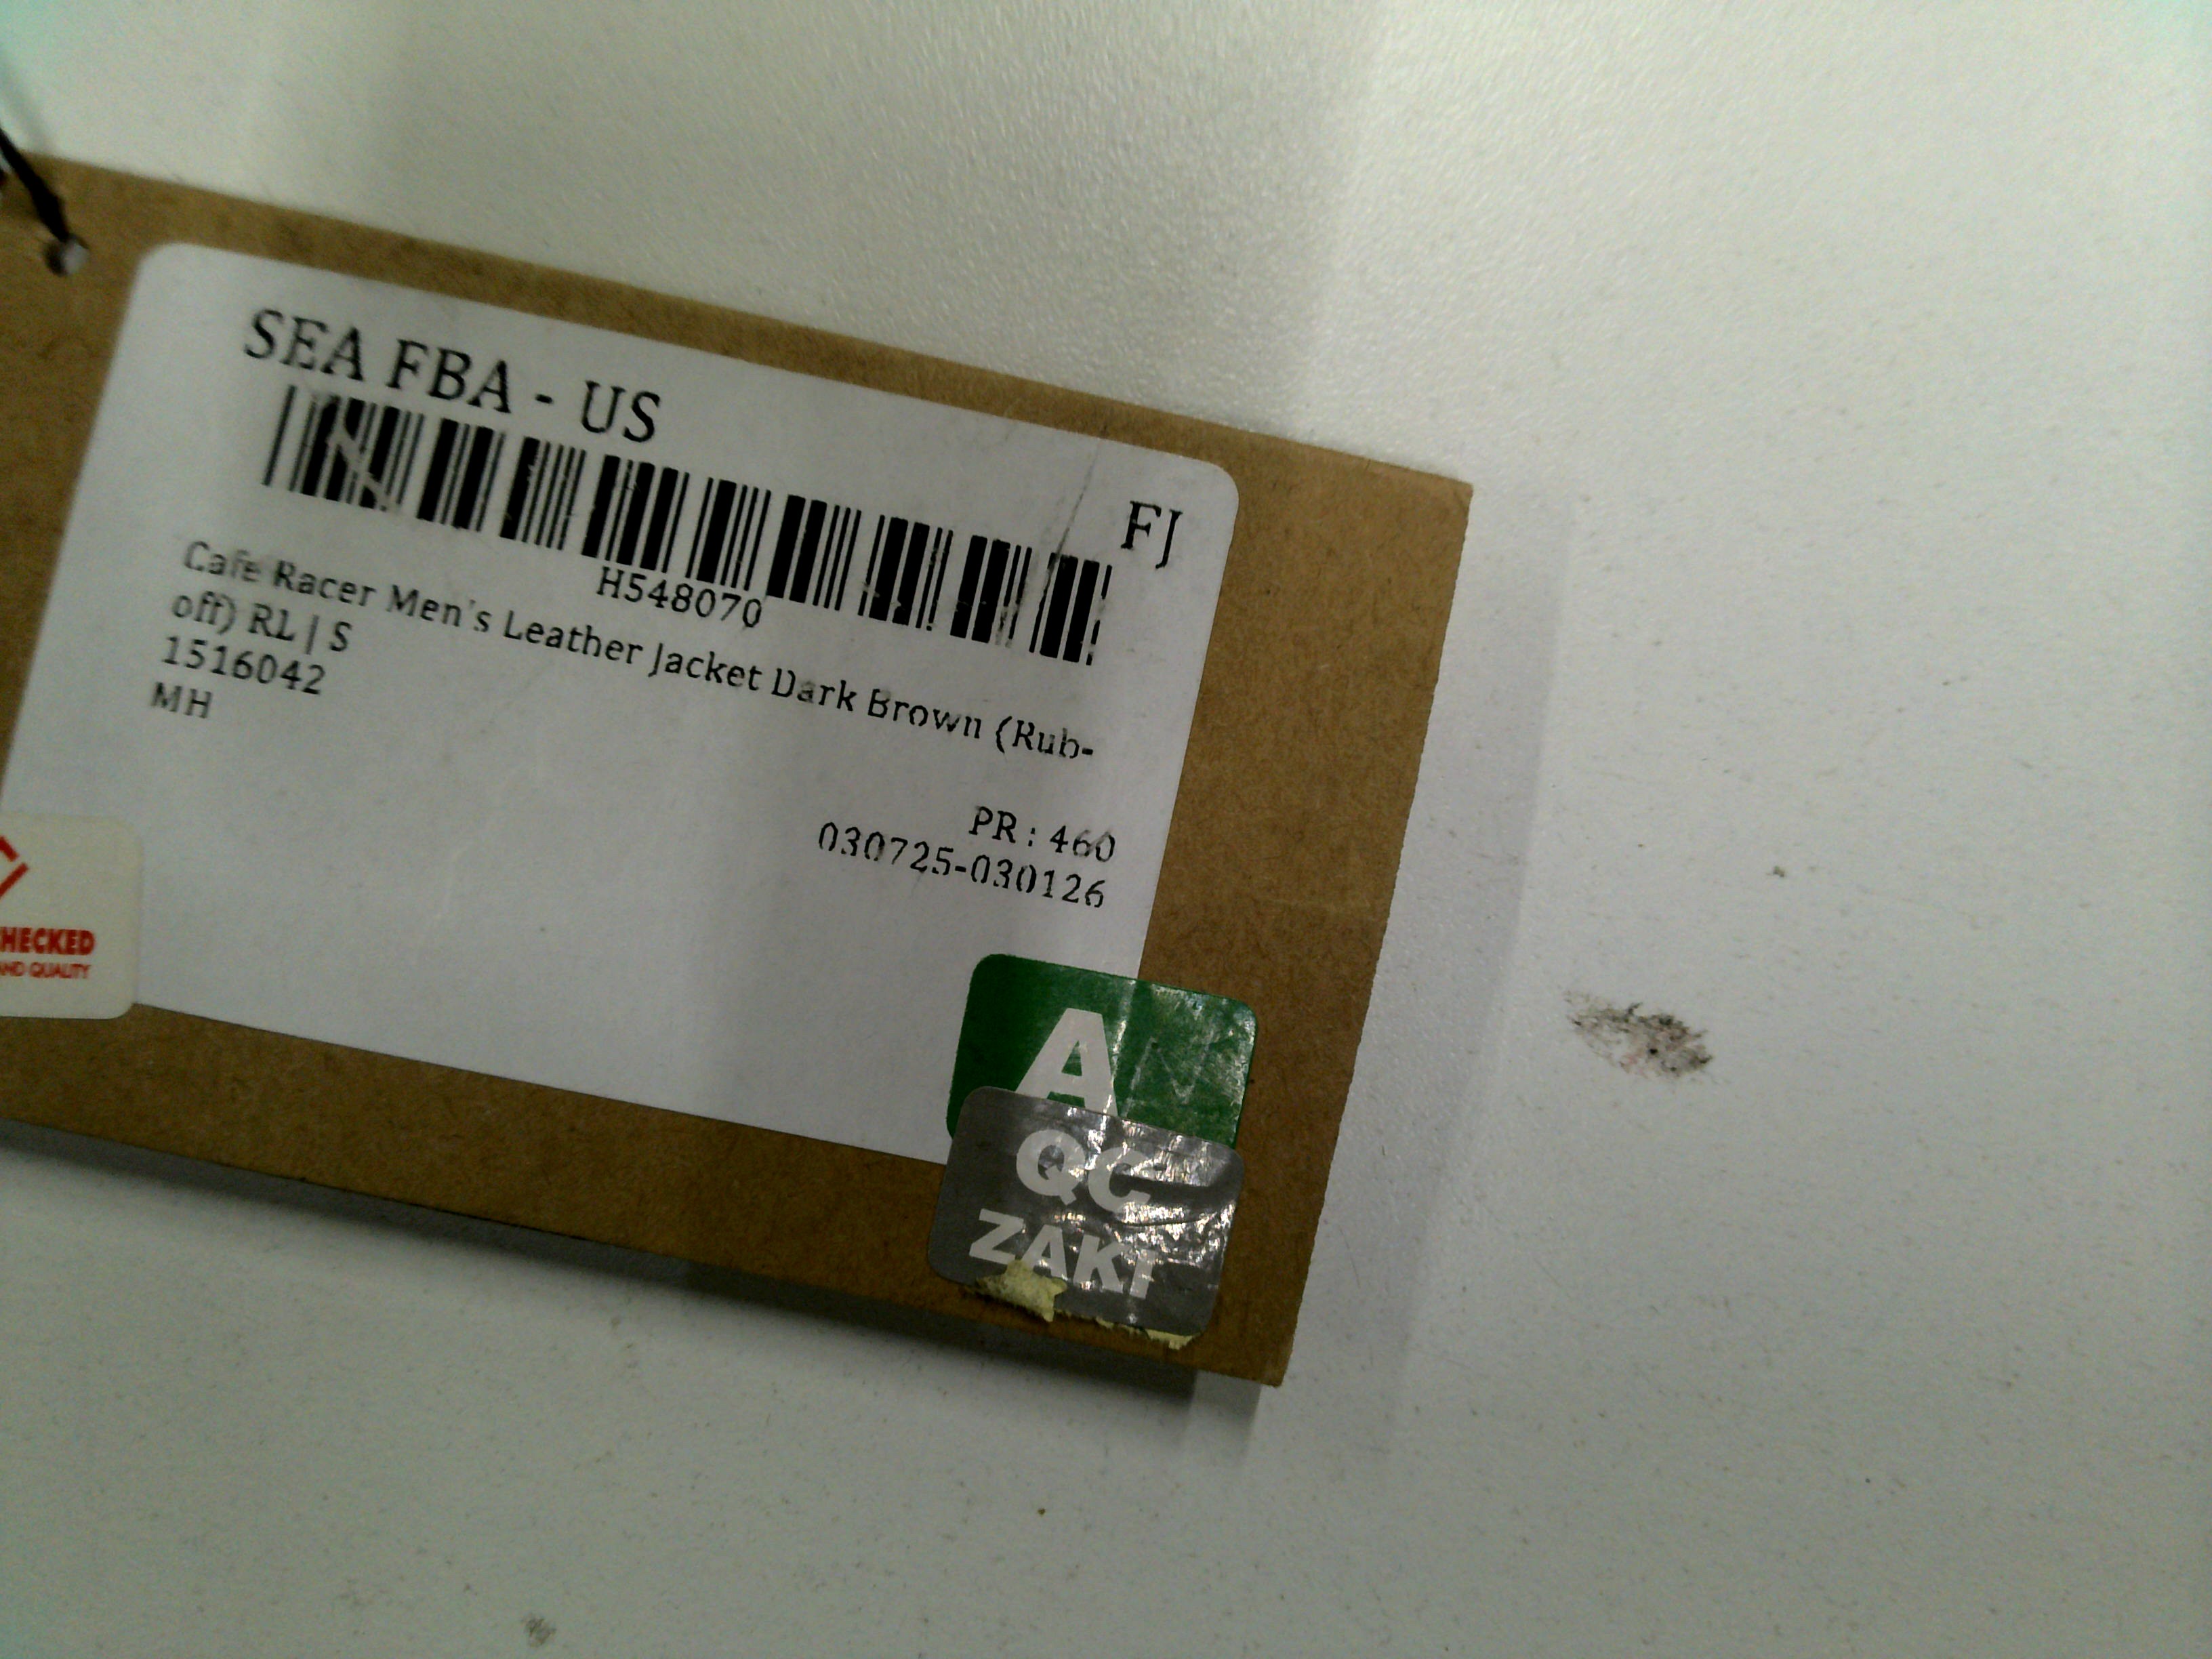 SEA FBA - US
FJ
H548070
Cafe Racer Men's Leather Jacket Dark Brown (Rub-
off) RL | S
1516042
MH
PR : 460
030725-030126
HECKED
AND QUALITY
A
QC
ZAKI